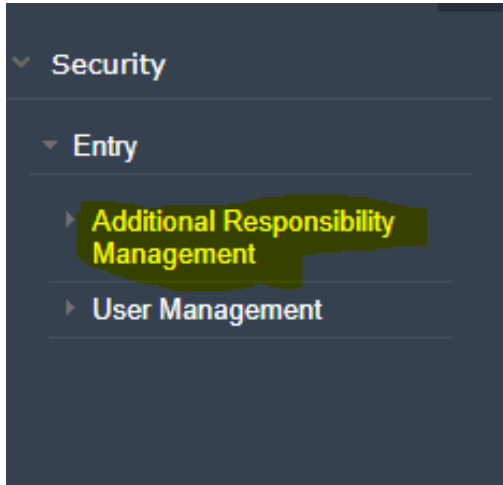 Security
Entry
Additional Responsibility
Management
User Management